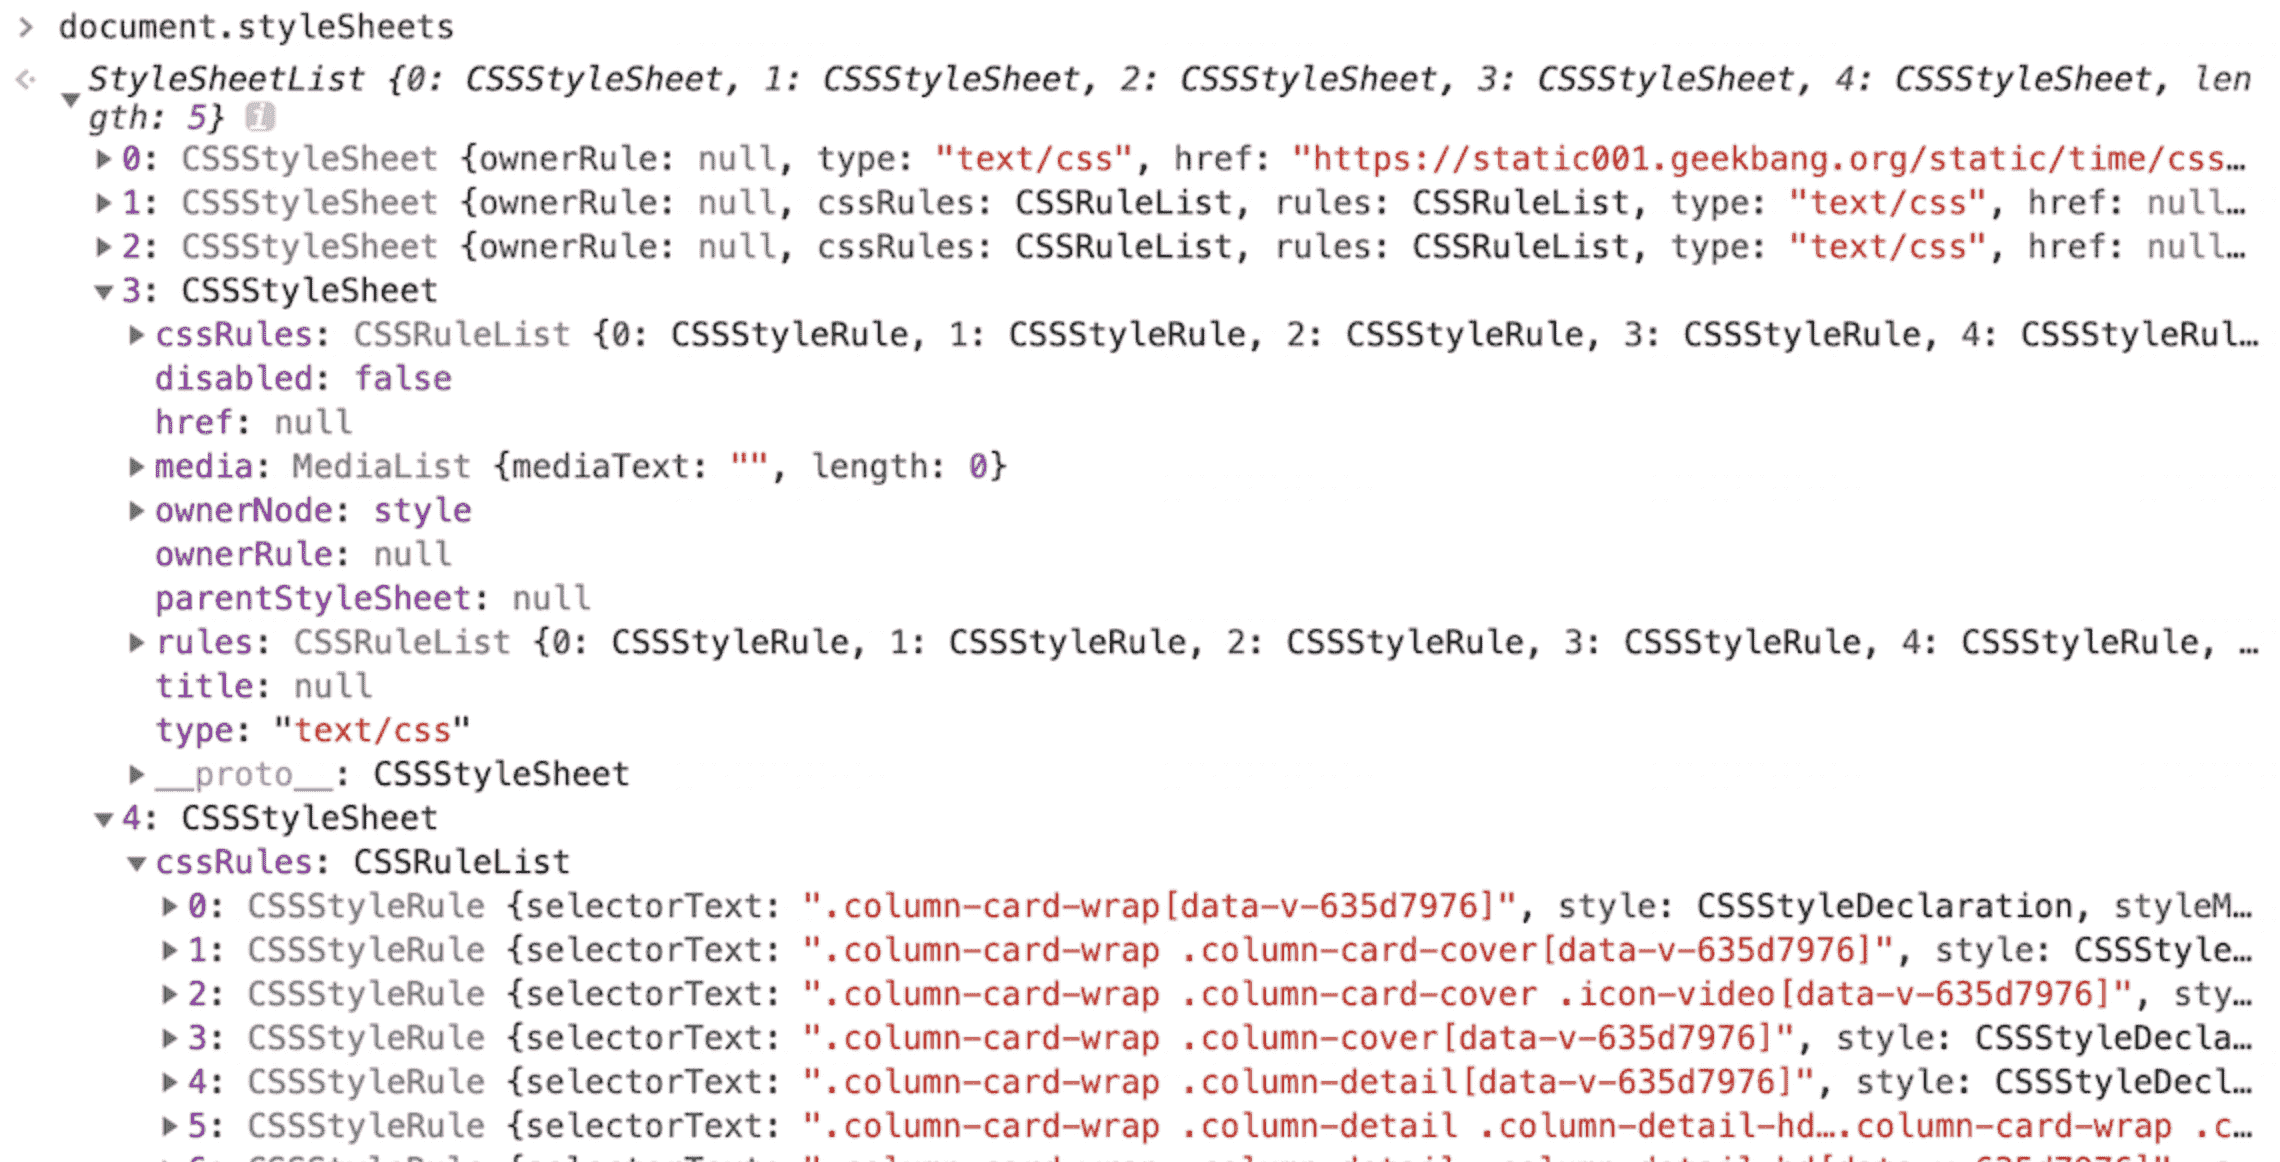 > document.styleSheets
StyleSheetList {0: CSSStyleSheet, 1: CSSStyleSheet, 2: CSSStyleSheet, 3: CSSStyleSheet, 4: CSSStyleSheet, len
gth: 5} i
0: CSSStyleSheet {ownerRule: null, type: "text/css", href: "https://static001.geekbang.org/static/time/css…
1: CSSStyleSheet {ownerRule: null, cssRules: CSSRuleList, rules: CSSRuleList, type: "text/css", href: null…
2: CSSStyleSheet {ownerRule: null, cssRules: CSSRuleList, rules: CSSRuleList, type: "text/css", href: null…
3: CSSStyleSheet
cssRules: CSSRuleList {0: CSSStyleRule, 1: CSSStyleRule, 2: CSSStyleRule, 3: CSSStyleRule, 4: CSSStyleRul…
disabled: false
href: null
media: MediaList {mediaText: "", length: 0}
ownerNode: style
ownerRule: null
parentStyleSheet: null
rules: CSSRuleList {0: CSSStyleRule, 1: CSSStyleRule, 2: CSSStyleRule, 3: CSSStyleRule, 4: CSSStyleRule, …
title: null
type: "text/css"
__proto__: CSSStyleSheet
4: CSSStyleSheet
cssRules: CSSRuleList
0: CSSStyleRule {selectorText: ".column-card-wrap[data-v-635d7976]", style: CSSStyleDeclaration, styleM…
1: CSSStyleRule {selectorText: ".column-card-wrap .column-card-cover[data-v-635d7976]", style: CSSStyle…
2: CSSStyleRule {selectorText: ".column-card-wrap .column-card-cover .icon-video[data-v-635d7976]", sty…
3: CSSStyleRule {selectorText: ".column-card-wrap .column-cover[data-v-635d7976]", style: CSSStyleDecla…
4: CSSStyleRule {selectorText: ".column-card-wrap .column-detail[data-v-635d7976]", style: CSSStyleDecl…
5: CSSStyleRule {selectorText: ".column-card-wrap .column-detail .column-detail-hd….column-card-wrap .c…